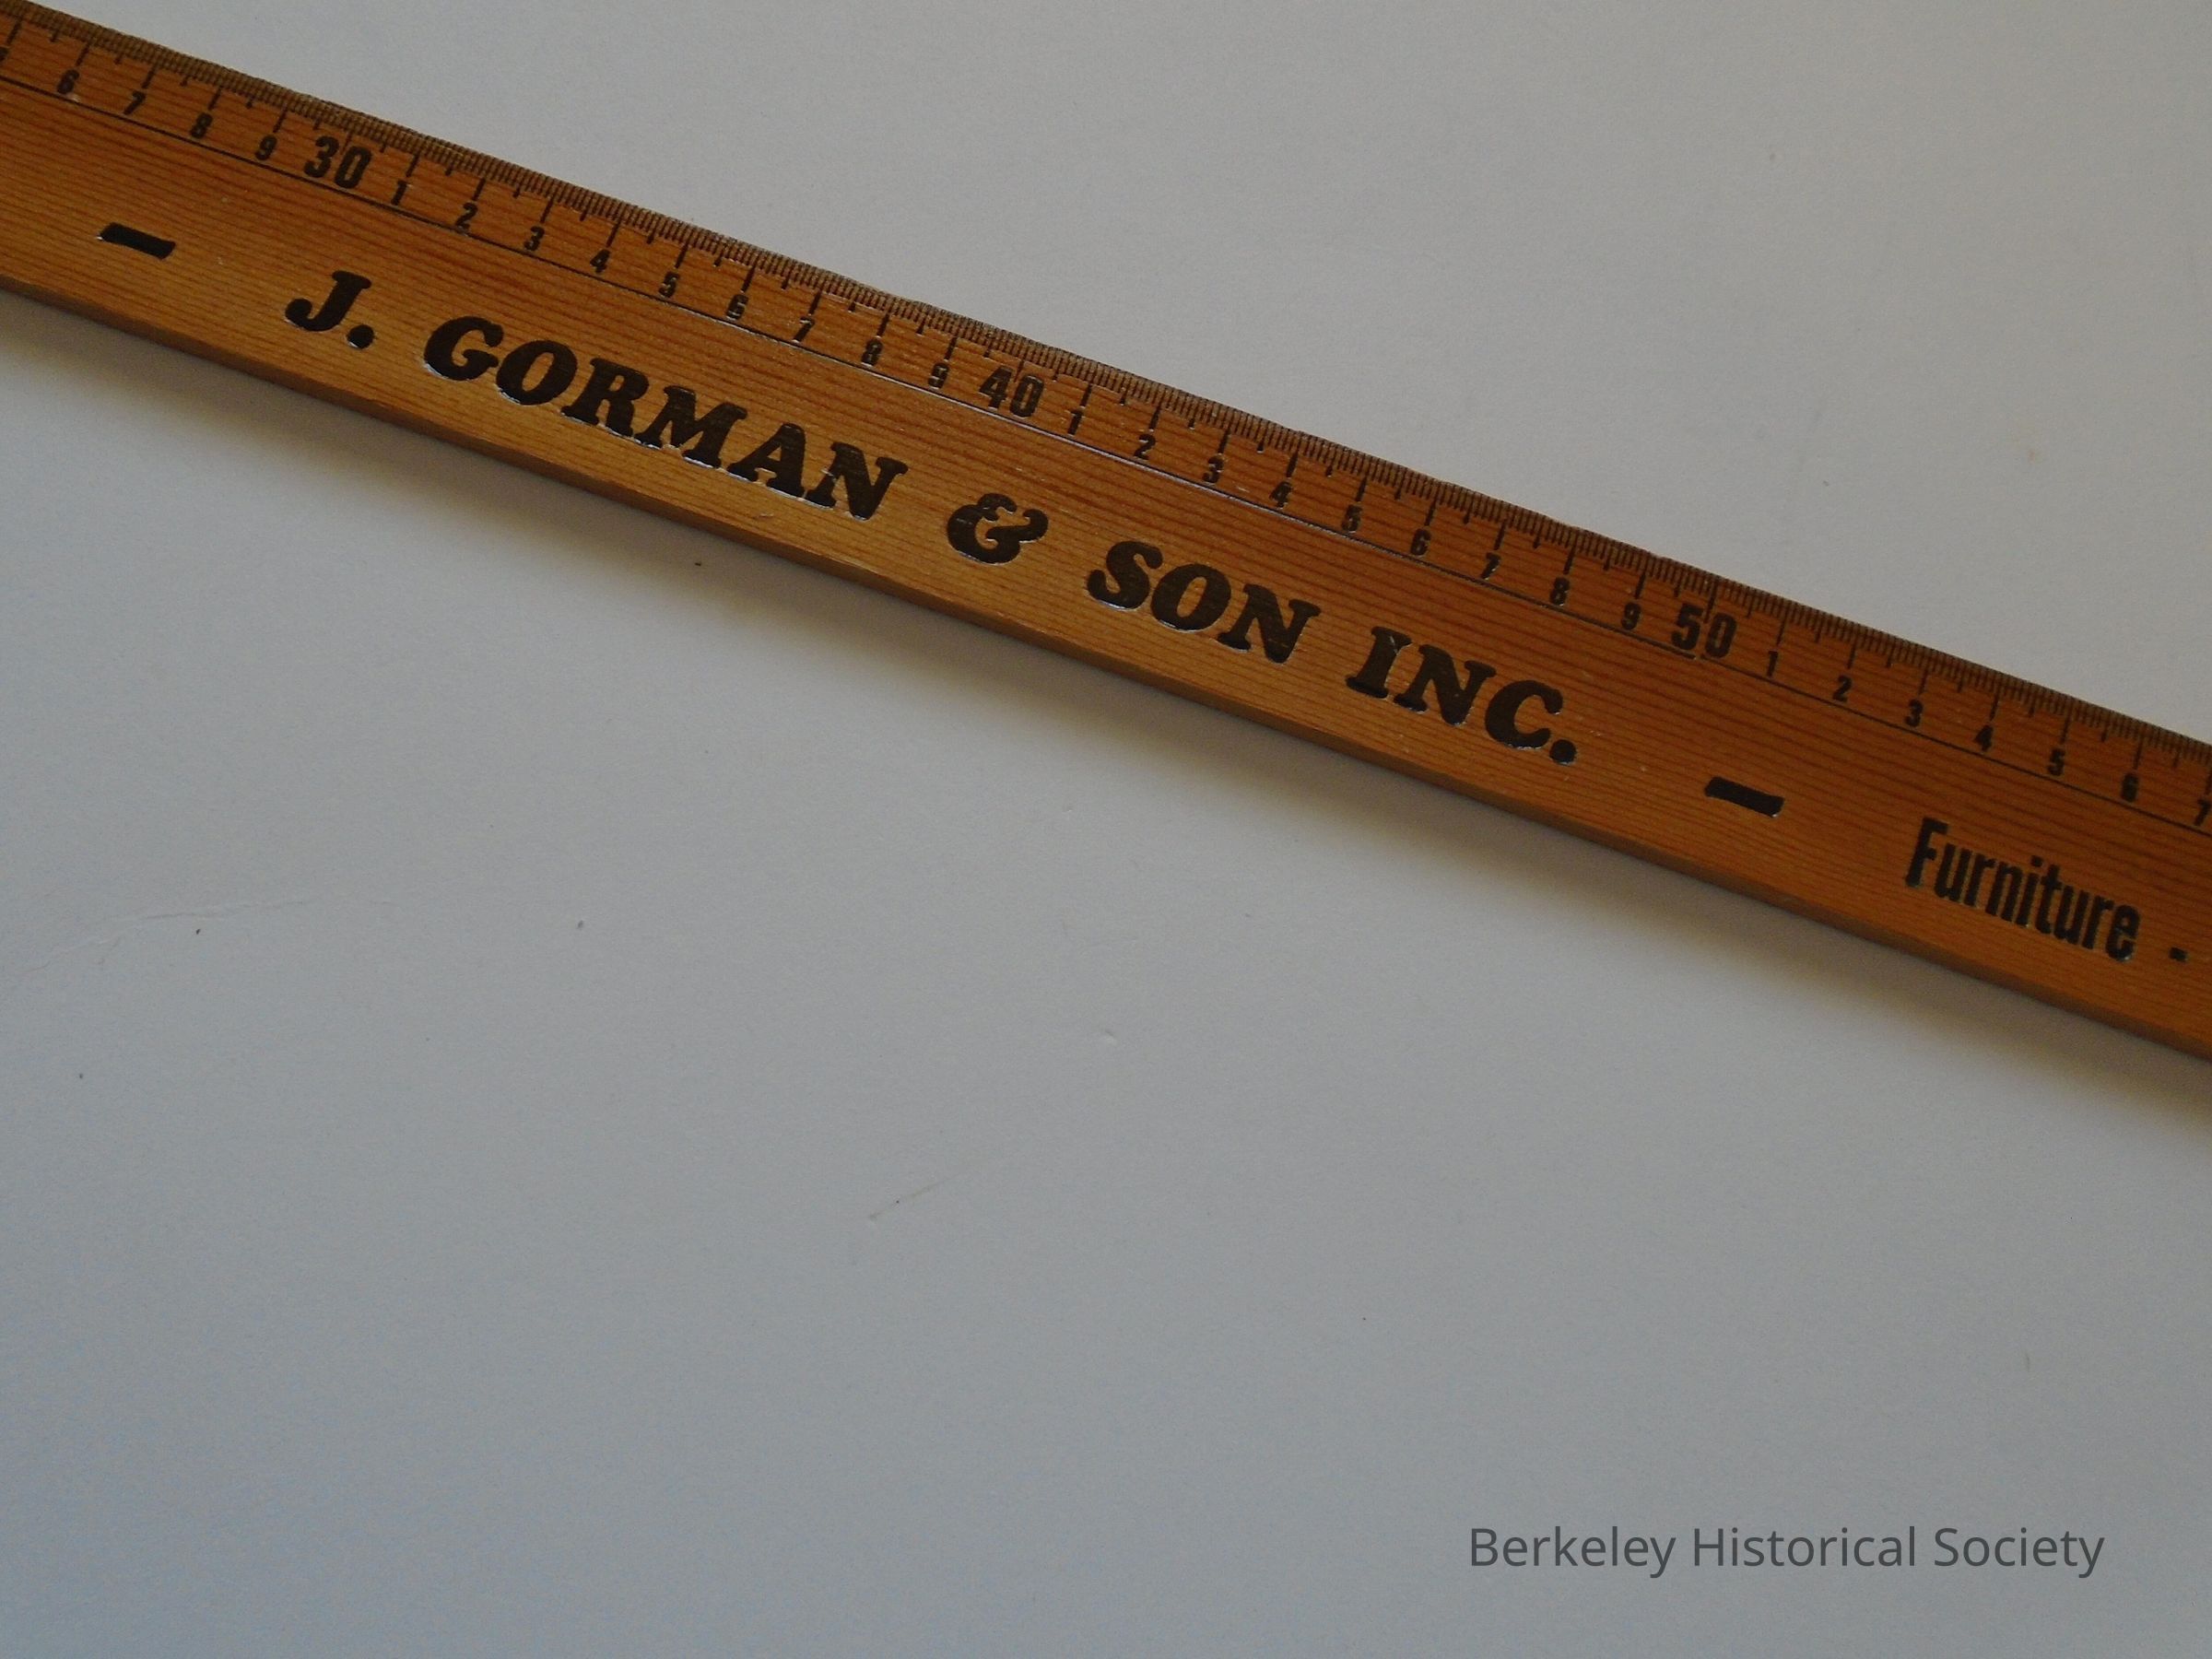 6 7 8 9 30 1 2 3 4 5 6 7 8 9 40 1 2 3 4 5 6 7 8 9 50 1 2 3 4 5 6 7
- J. GORMAN & SON INC. - Furniture -
Berkeley Historical Society